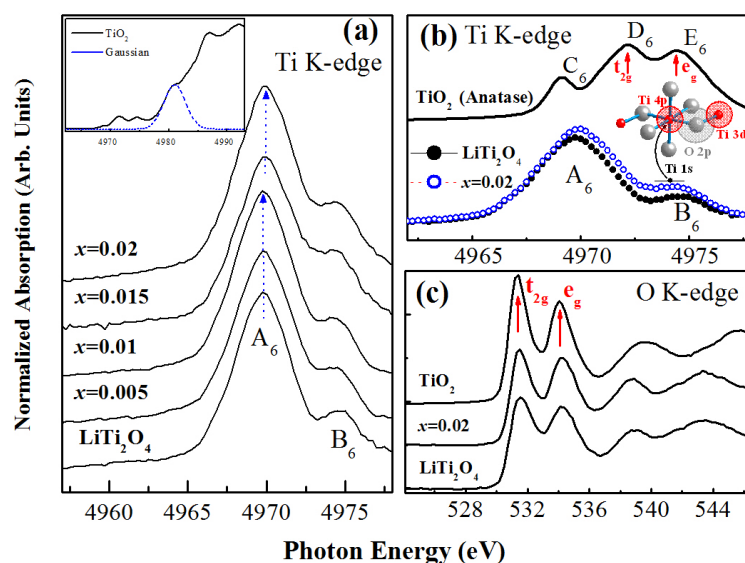 Normalized Absorption (Arb. Units)
(a)
Ti K-edge
TiO₂
Gaussian
4970 4980 4990
x=0.02
x=0.015
x=0.01
x=0.005
LiTi₂O₄
A₆
B₆
4960 4965 4970 4975
(b) Ti K-edge
C₆
D₆
E₆
t₂g
e_g
TiO₂ (Anatase)
Ti 4p
Ti 3d
O 2p
Ti 1s
LiTi₂O₄
x=0.02
A₆
B₆
4965 4970 4975
(c)
O K-edge
t₂g
e_g
TiO₂
x=0.02
LiTi₂O₄
528 532 536 540 544
Photon Energy (eV)